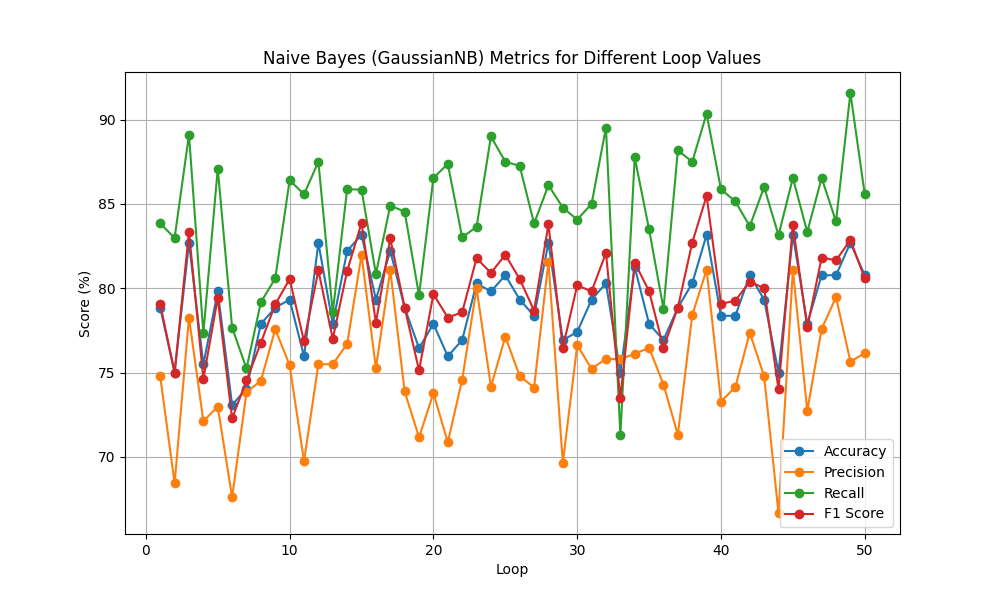 Naive Bayes (GaussianNB) Metrics for Different Loop Values
Score (%)
90
85
80
75
70
0
10
20
30
40
50
Loop
Accuracy
Precision
Recall
F1 Score